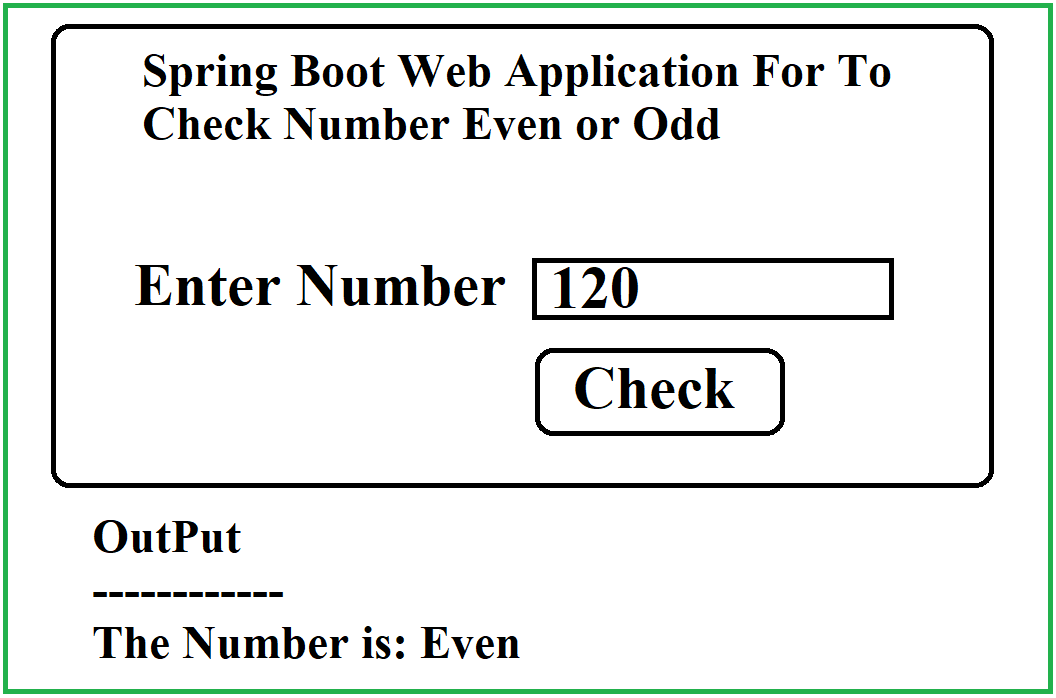 Spring Boot Web Application For To
Check Number Even or Odd
Enter Number 120
Check
OutPut
------------
The Number is: Even